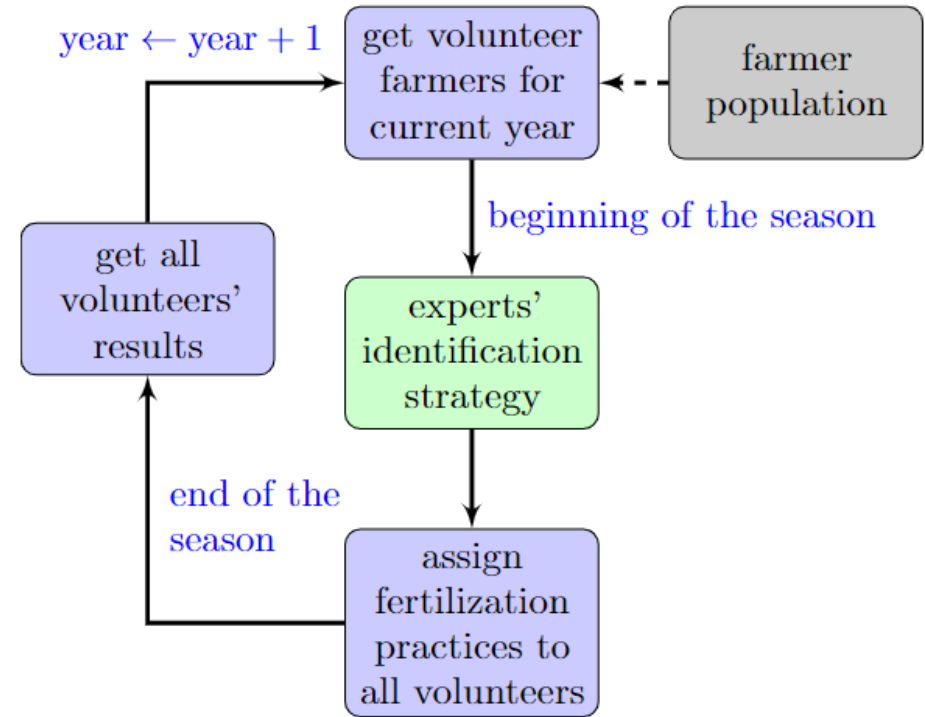 year ← year + 1
get volunteer
farmers for
current year
farmer
population
beginning of the season
get all
volunteers’
results
experts’
identification
strategy
end of the
season
assign
fertilization
practices to
all volunteers